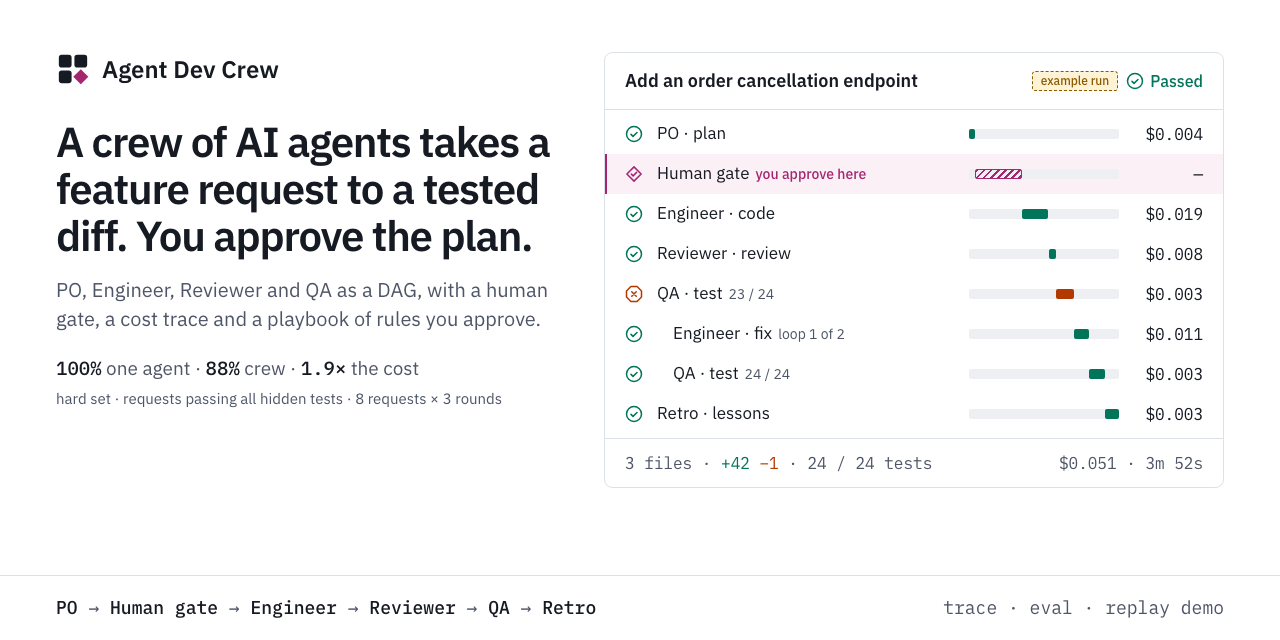 Agent Dev Crew
A crew of AI agents takes a
feature request to a tested
diff. You approve the plan.
PO, Engineer, Reviewer and QA as a DAG, with a human
gate, a cost trace and a playbook of rules you approve.
100% one agent · 88% crew · 1.9× the cost
hard set · requests passing all hidden tests · 8 requests × 3 rounds
Add an order cancellation endpoint example run Passed
PO · plan $0.004
Human gate you approve here –
Engineer · code $0.019
Reviewer · review $0.008
QA · test 23 / 24 $0.003
Engineer · fix loop 1 of 2 $0.011
QA · test 24 / 24 $0.003
Retro · lessons $0.003
3 files · +42 −1 · 24 / 24 tests $0.051 · 3m 52s
PO → Human gate → Engineer → Reviewer → QA → Retro
trace · eval · replay demo